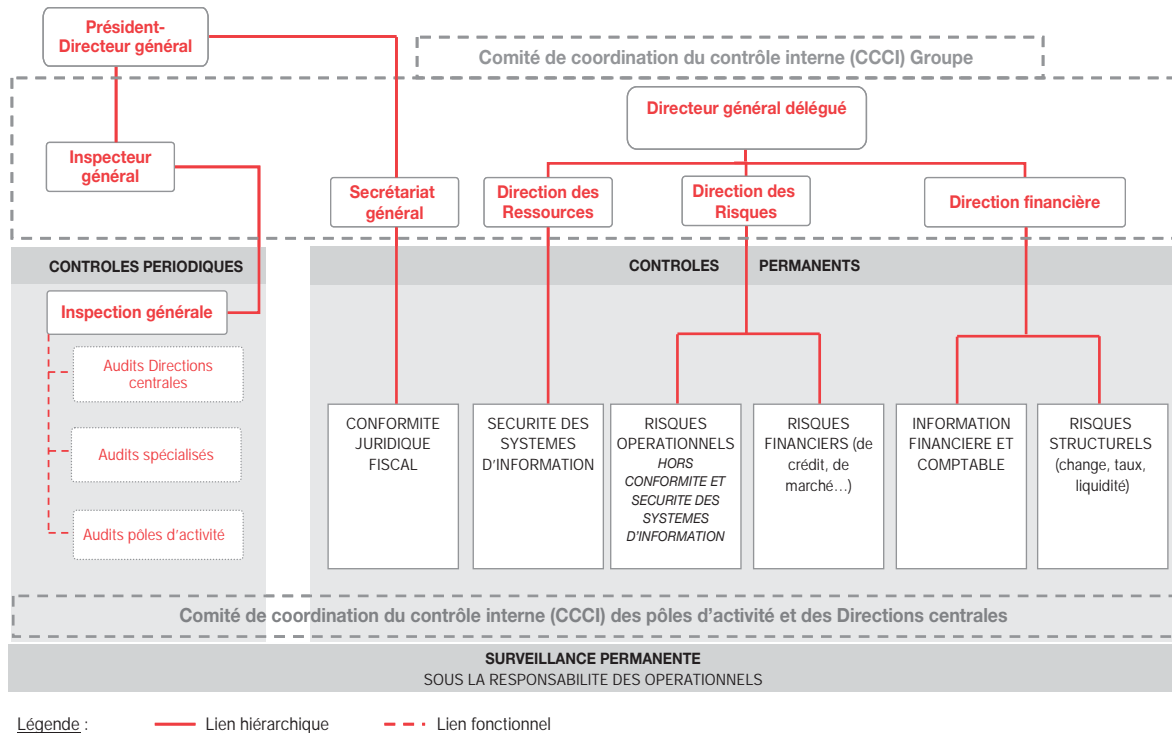 Président-
Directeur général
Comité de coordination du contrôle interne (CCCI) Groupe
Directeur général délégué
Inspecteur
général
Secrétariat
général
Direction des
Ressources
Direction des
Risques
Direction financière
CONTROLES PERIODIQUES
CONTROLES PERMANENTS
Inspection générale
Audits Directions
centrales
Audits spécialisés
Audits pôles d'activité
CONFORMITE
JURIDIQUE
FISCAL
SECURITE DES
SYSTEMES
D'INFORMATION
RISQUES
OPERATIONNELS
HORS
CONFORMITE ET
SECURITE DES
SYSTEMES
D'INFORMATION
RISQUES
FINANCIERS (de
crédit, de
marché…)
INFORMATION
FINANCIERE ET
COMPTABLE
RISQUES
STRUCTURELS
(change, taux,
liquidité)
Comité de coordination du contrôle interne (CCCI) des pôles d'activité et des Directions centrales
SURVEILLANCE PERMANENTE
SOUS LA RESPONSABILITE DES OPERATIONNELS
Légende : Lien hiérarchique Lien fonctionnel